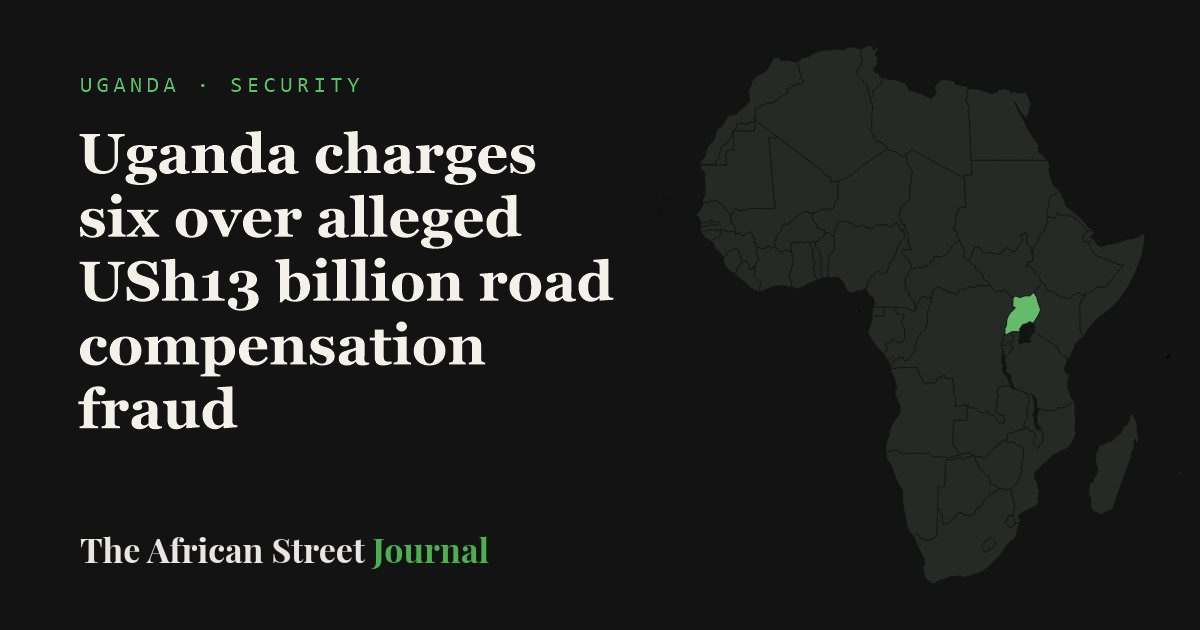 UGANDA · SECURITY
Uganda charges
six over alleged
USh13 billion road
compensation
fraud
The African Street Journal